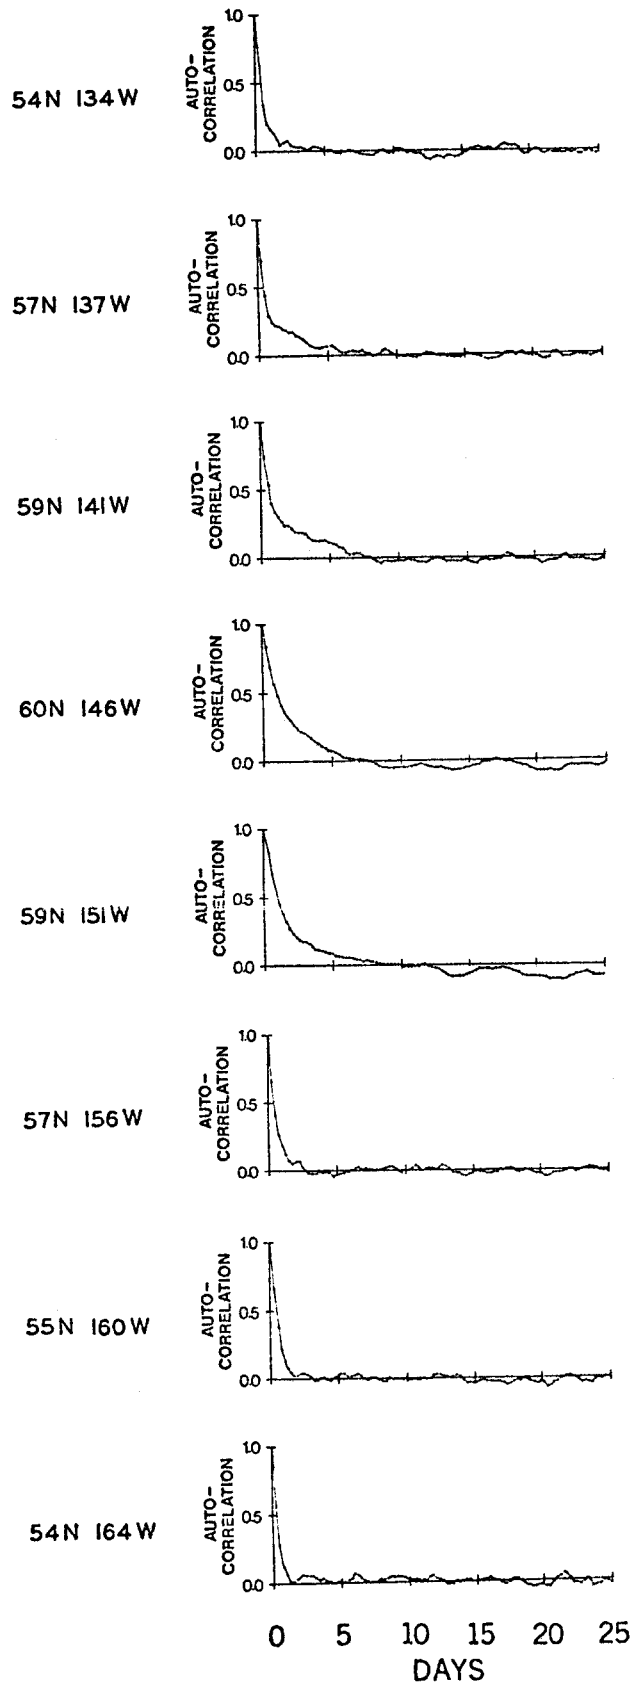 54N 134W
AUTO-
CORRELATION
1.0
0.5
0.0
57N 137W
AUTO-
CORRELATION
1.0
0.5
0.0
59N 141W
AUTO-
CORRELATION
1.0
0.5
0.0
60N 146W
AUTO-
CORRELATION
1.0
0.5
0.0
59N 151W
AUTO-
CORRELATION
1.0
0.5
0.0
57N 156W
AUTO-
CORRELATION
1.0
0.5
0.0
55N 160W
AUTO-
CORRELATION
1.0
0.5
0.0
54N 164W
AUTO-
CORRELATION
1.0
0.5
0.0
0 5 10 15 20 25
DAYS